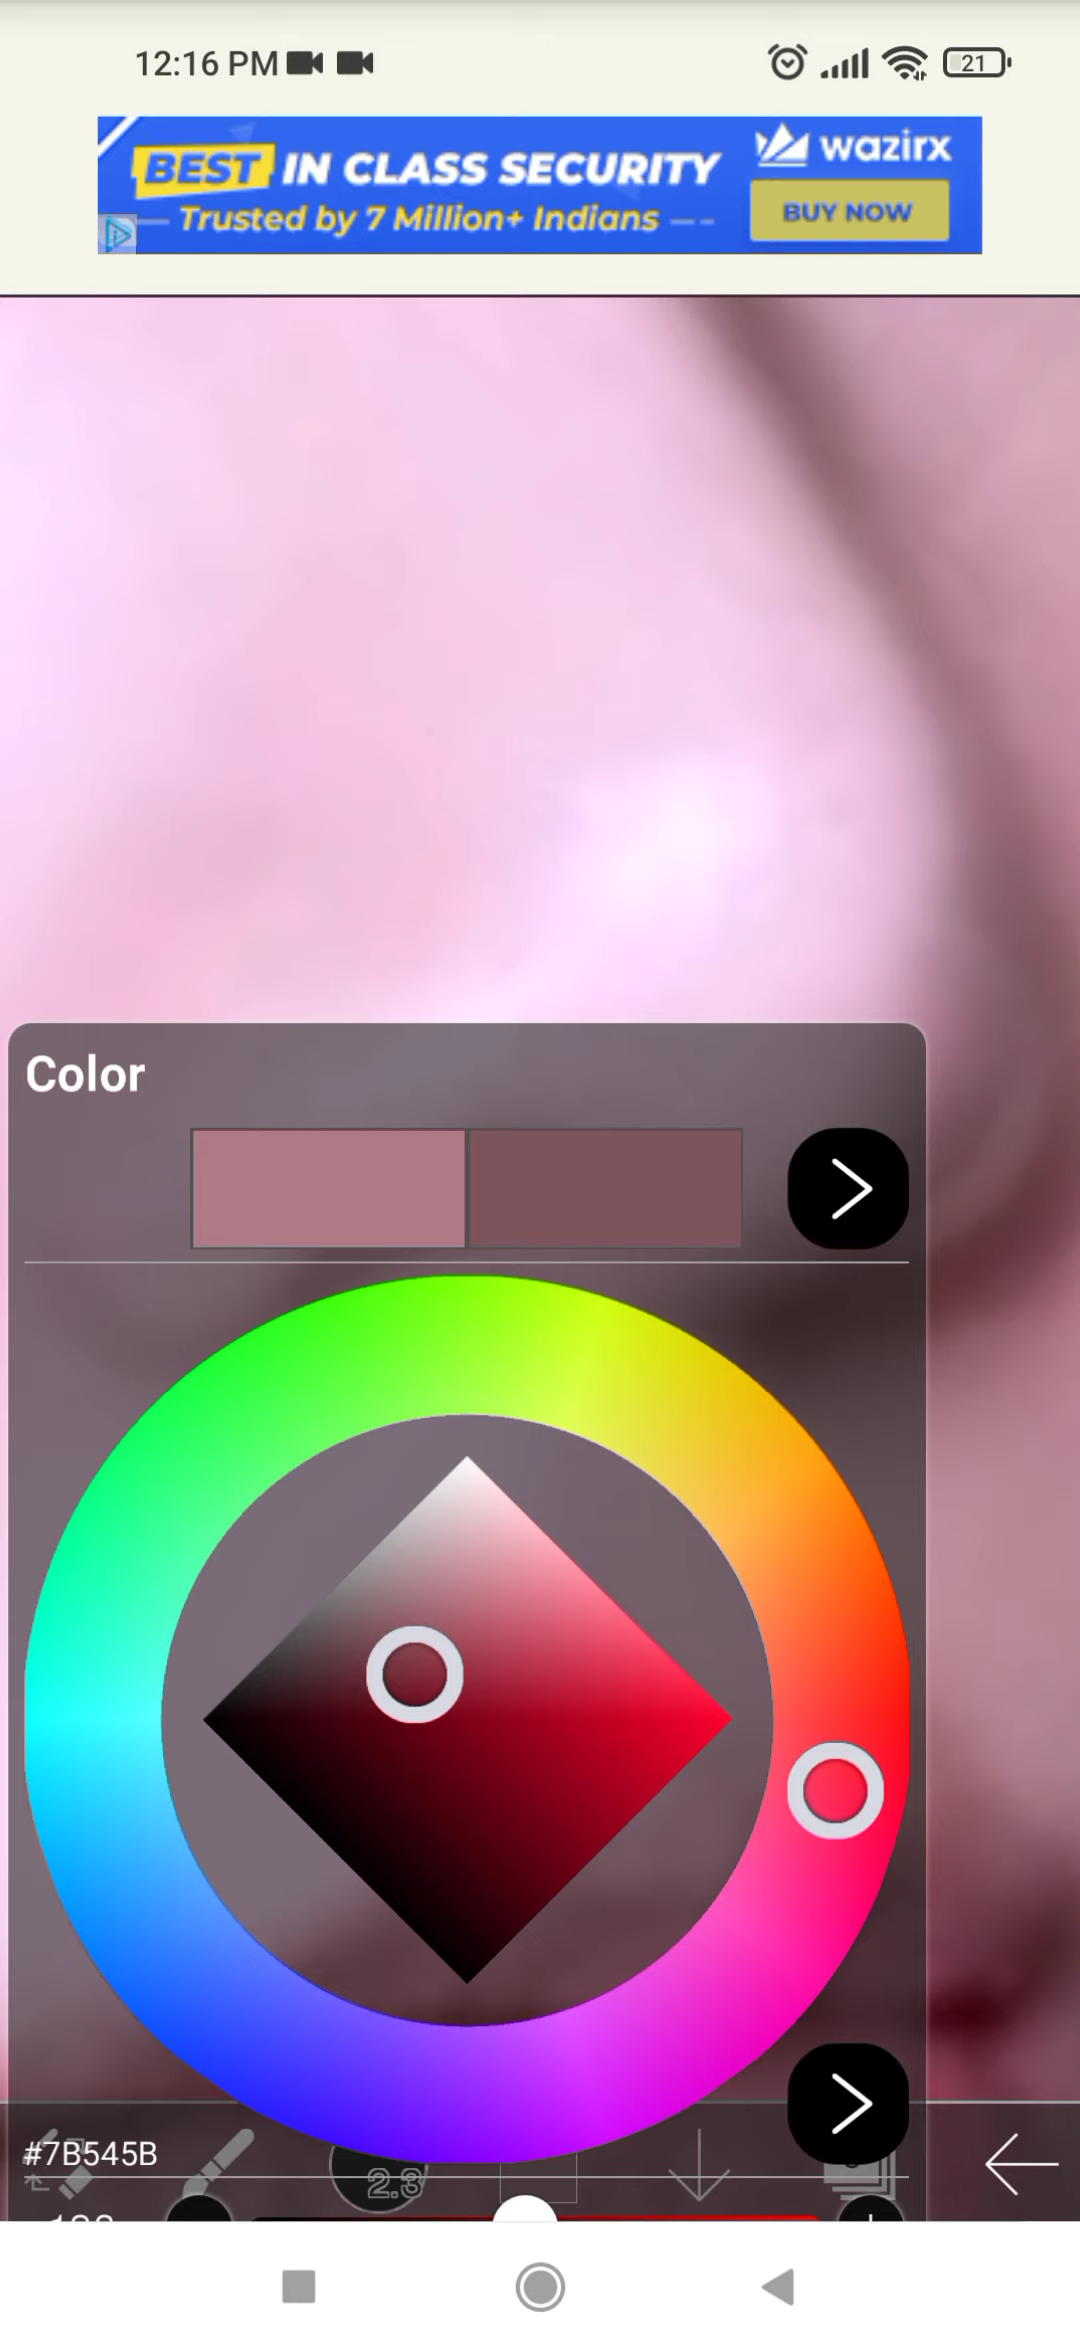 12:16 PM
21
BEST IN CLASS SECURITY
Trusted by 7 Million+ Indians
wazirx
BUY NOW
Color
#7B545B
2.3